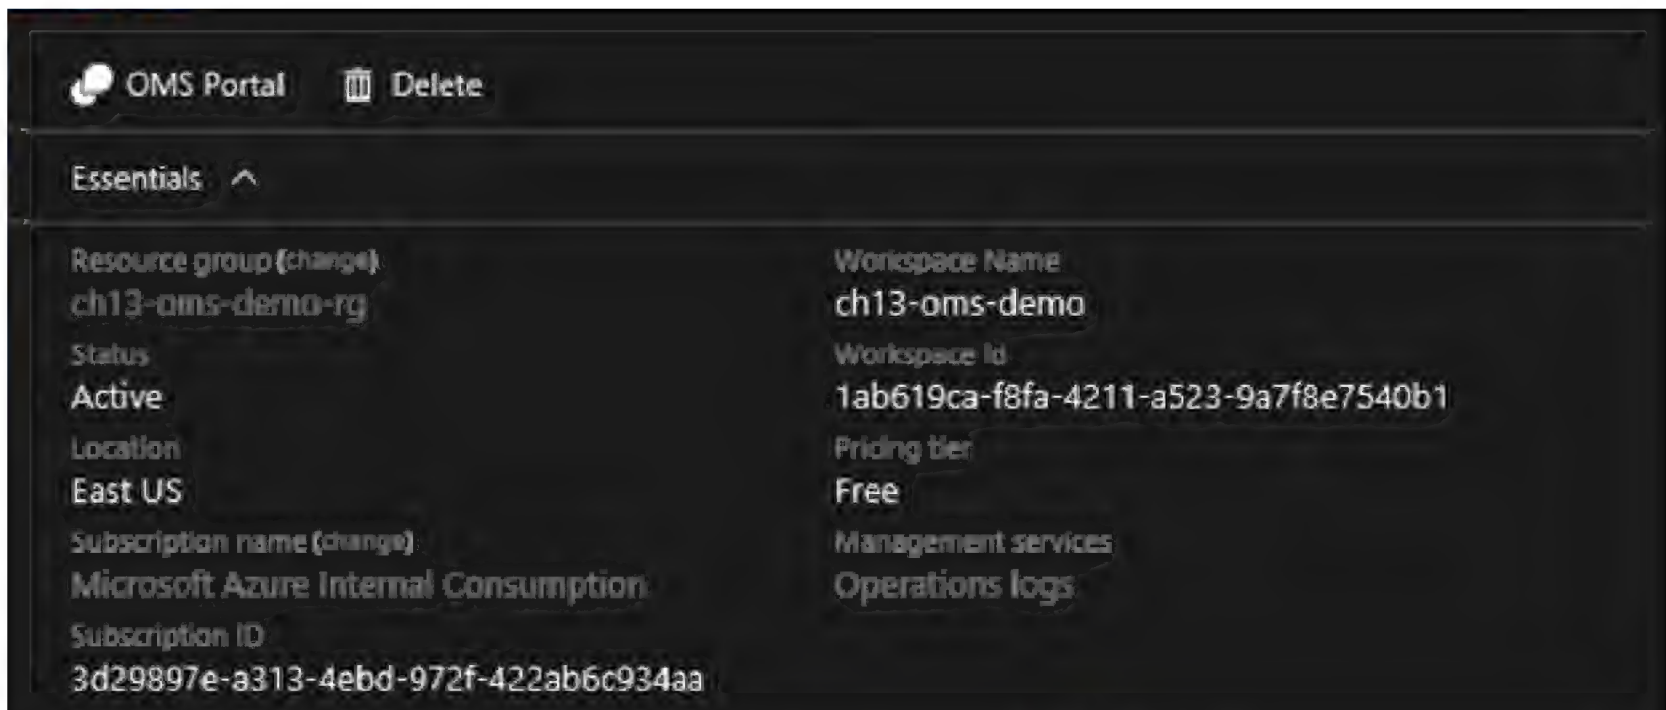 OMS Portal Delete
Essentials
Resource group (change)
ch13-oms-demo-rg
Status
Active
Location
East US
Subscription name (change)
Microsoft Azure Internal Consumption
Subscription ID
3d29897e-a313-4ebd-972f-422ab6c934aa
Workspace Name
ch13-oms-demo
Workspace Id
1ab619ca-f8fa-4211-a523-9a7f8e7540b1
Pricing tier
Free
Management services
Operations logs